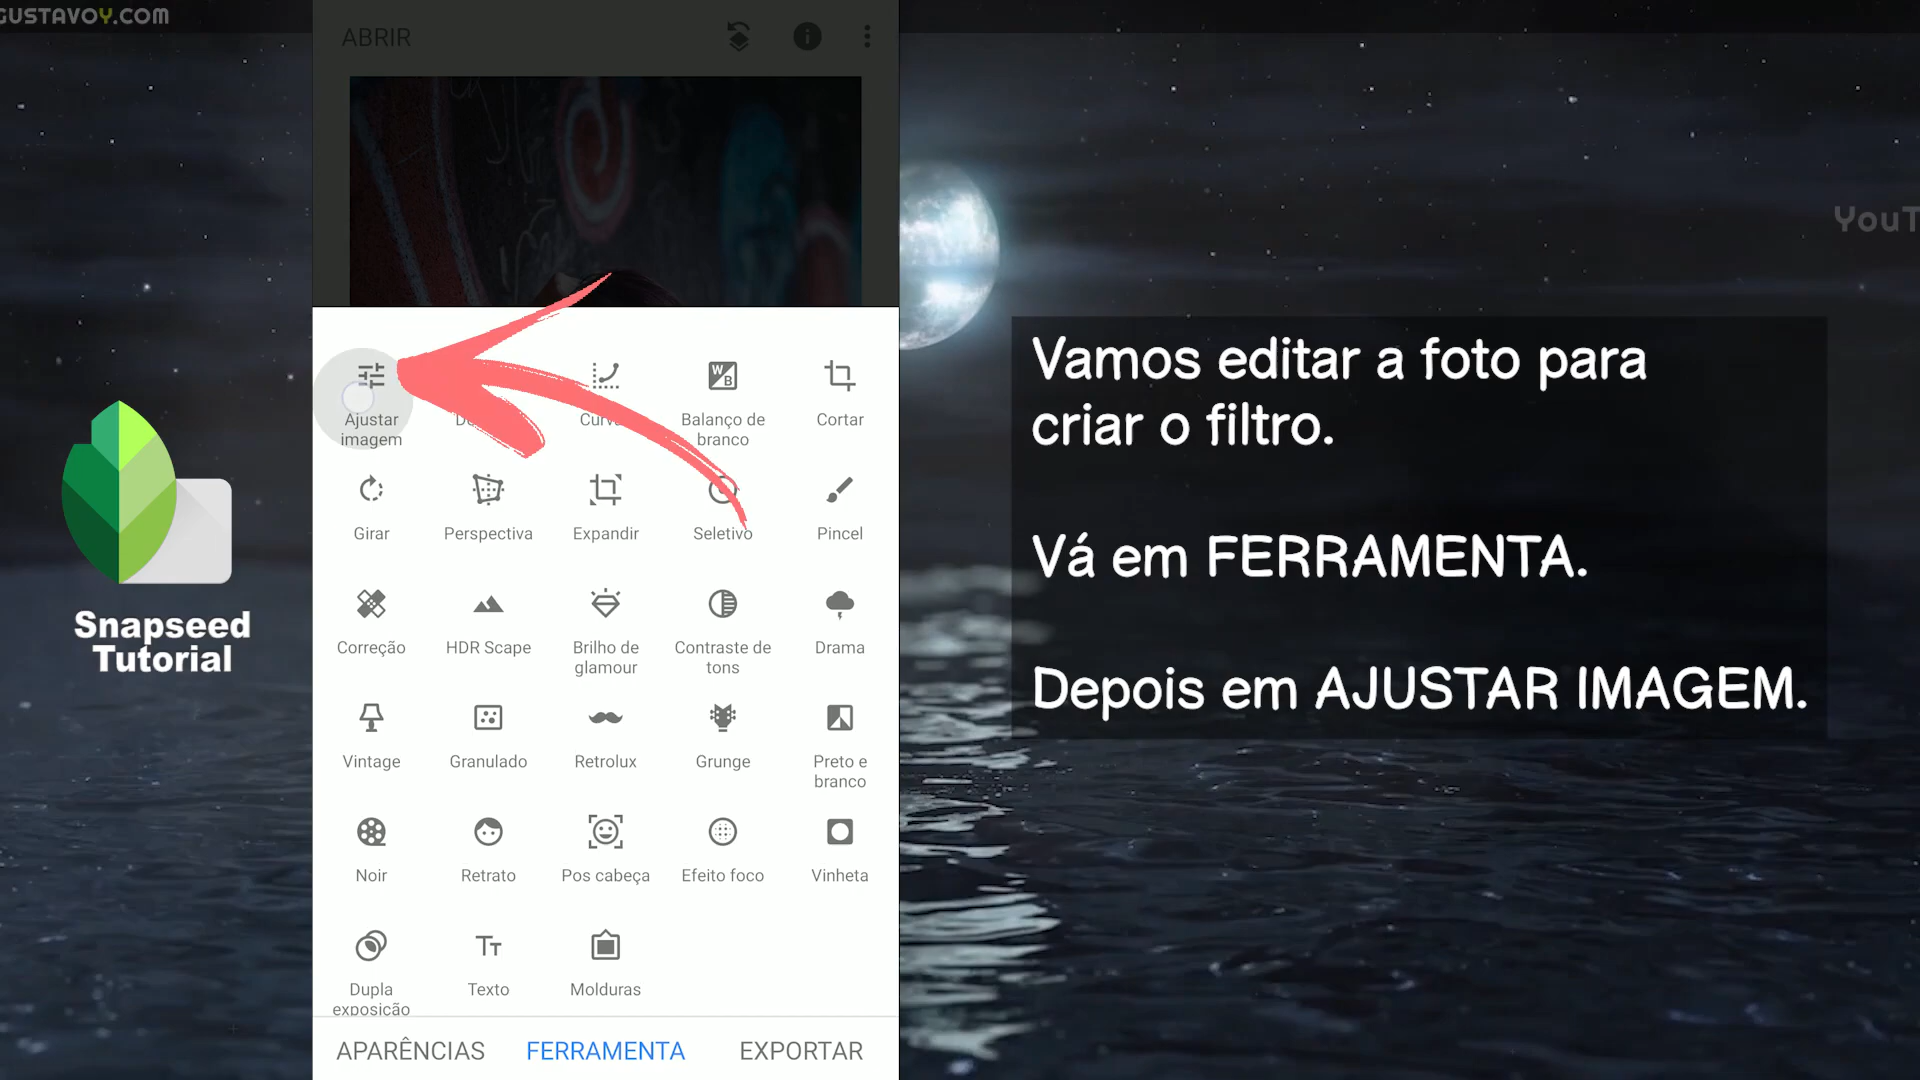 GUSTAVOY.COM
ABRIR
YouT
Vamos editar a foto para
criar o filtro.
Vá em FERRAMENTA.
Depois em AJUSTAR IMAGEM.
Snapseed
Tutorial
Ajustar
imagem
Curv
WB
Balanço de
branco
Cortar
Girar
Perspectiva
Expandir
Seletivo
Pincel
Correção
HDR Scape
Brilho de
glamour
Contraste de
tons
Drama
Vintage
Granulado
Retrolux
Grunge
Preto e
branco
Noir
Retrato
Pos cabeça
Efeito foco
Vinheta
Dupla
exposição
Texto
Molduras
APARÊNCIAS
FERRAMENTA
EXPORTAR